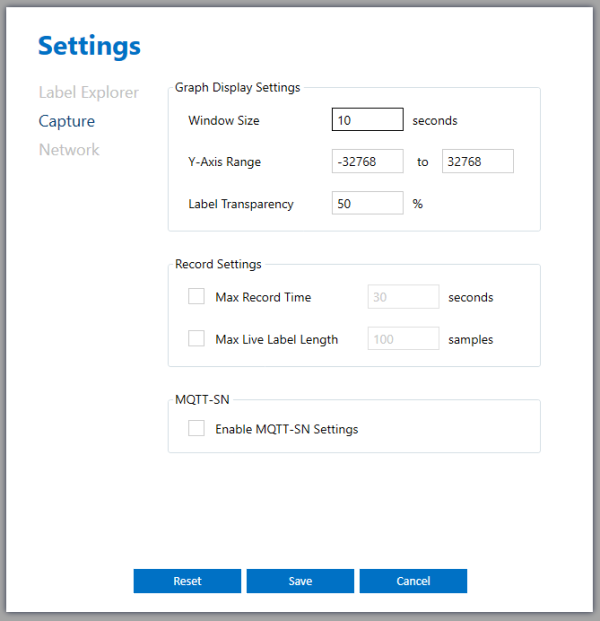 Settings
Label Explorer
Capture
Network
Graph Display Settings
Window Size 10 seconds
Y-Axis Range -32768 to 32768
Label Transparency 50 %
Record Settings
Max Record Time 30 seconds
Max Live Label Length 100 samples
MQTT-SN
Enable MQTT-SN Settings
Reset Save Cancel